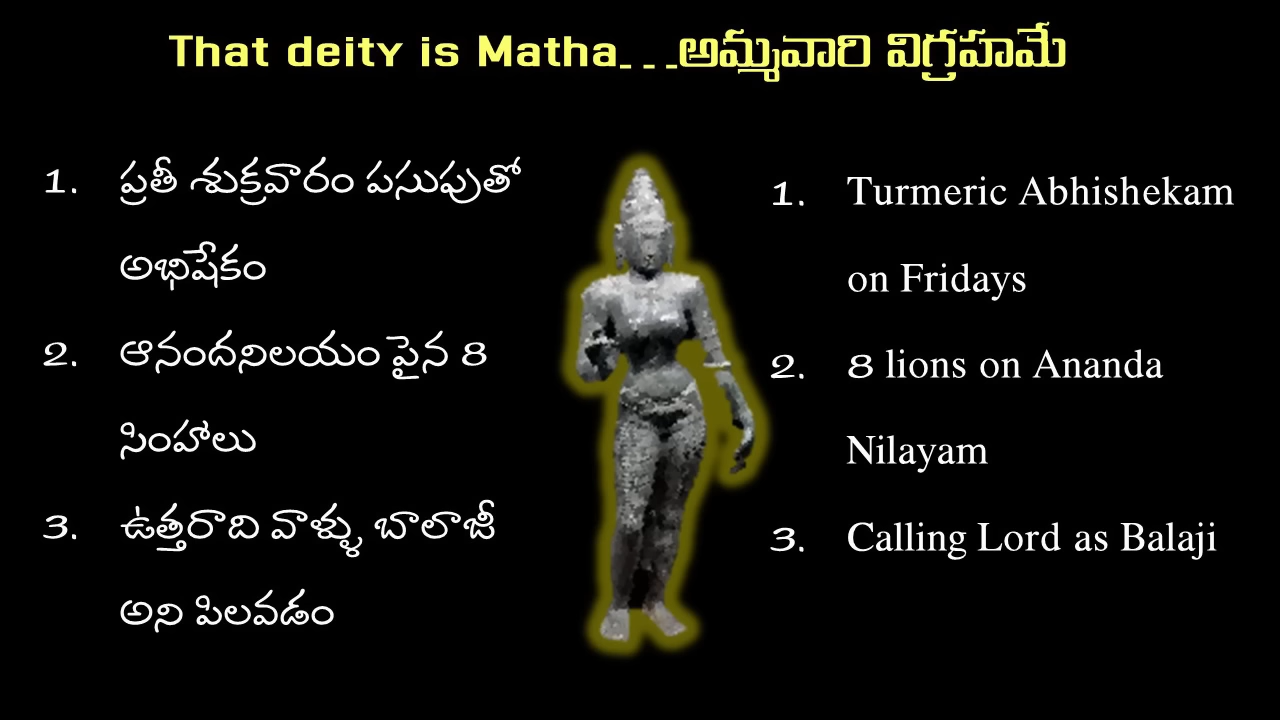 That deity is Matha...అమ్మవారి విగ్రహమే
1. ప్రతీ శుక్రవారం పసుపుతో
అభిషేకం
2. ఆనందనిలయం పైన 8
సింహాలు
3. ఉత్తరాది వాళ్ళు బాలాజీ
అని పిలవడం
1. Turmeric Abhishekam
on Fridays
2. 8 lions on Ananda
Nilayam
3. Calling Lord as Balaji